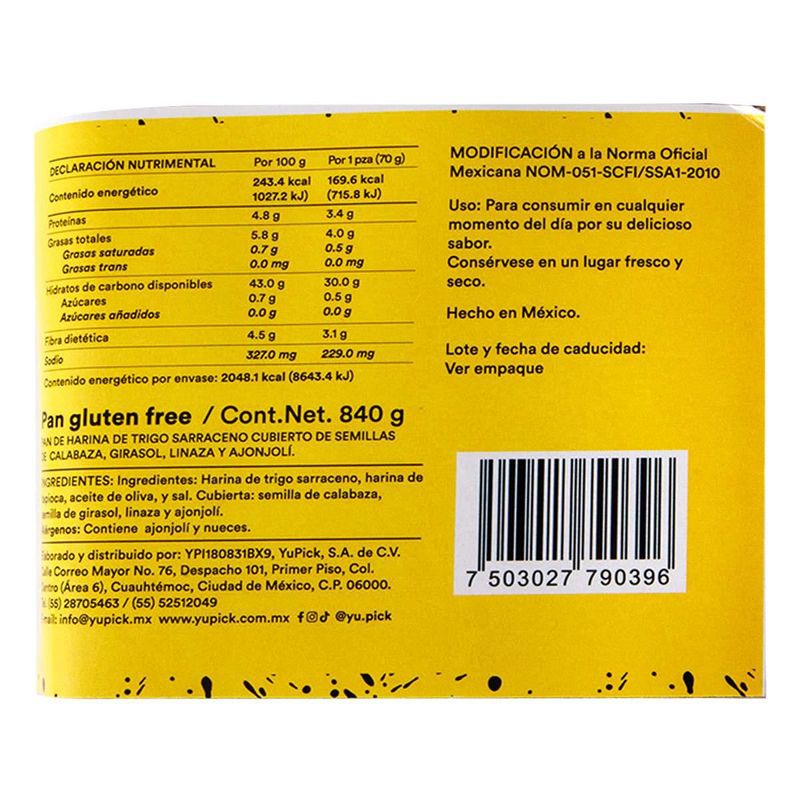 DECLARACIÓN NUTRIMENTAL Por 100 g Por 1 pza (70 g)
Contenido energético 243.4 kcal 169.6 kcal
1027.2 kJ) (715.8 kJ)
Proteínas 4.8 g 3.4 g
Grasas totales 5.8 g 4.0 g
Grasas saturadas 0.7 g 0.5 g
Grasas trans 0.0 mg 0.0 mg
Hidratos de carbono disponibles 43.0 g 30.0 g
Azúcares 0.7 g 0.5 g
Azúcares añadidos 0.0 g 0.0 g
Fibra dietética 4.5 g 3.1 g
Sodio 327.0 mg 229.0 mg
Contenido energético por envase: 2048.1 kcal (8643.4 kJ)
Pan gluten free / Cont.Net. 840 g
PAN DE HARINA DE TRIGO SARRACENO CUBIERTO DE SEMILLAS
DE CALABAZA, GIRASOL, LINAZA Y AJONJOLÍ.
INGREDIENTES: Ingredientes: Harina de trigo sarraceno, harina de
aceite de oliva, y sal. Cubierta: semilla de calabaza,
de girasol, linaza y ajonjolí.
Alérgenos: Contiene ajonjolí y nueces.
Elaborado y distribuido por: YPI180831BX9, YuPick, S.A. de C.V.
Calle Correo Mayor No. 76, Despacho 101, Primer Piso, Col.
Centro (Área 6), Cuauhtémoc, Ciudad de México, C.P. 06000.
Tel. (55) 28705463 / (55) 52512049
E-mail: info@yupick.mx www.yupick.com.mx @yu.pick
MODIFICACIÓN a la Norma Oficial
Mexicana NOM-051-SCFI/SSA1-2010
Uso: Para consumir en cualquier
momento del día por su delicioso
sabor.
Consérvese en un lugar fresco y
seco.
Hecho en México.
Lote y fecha de caducidad:
Ver empaque
7 503027 790396